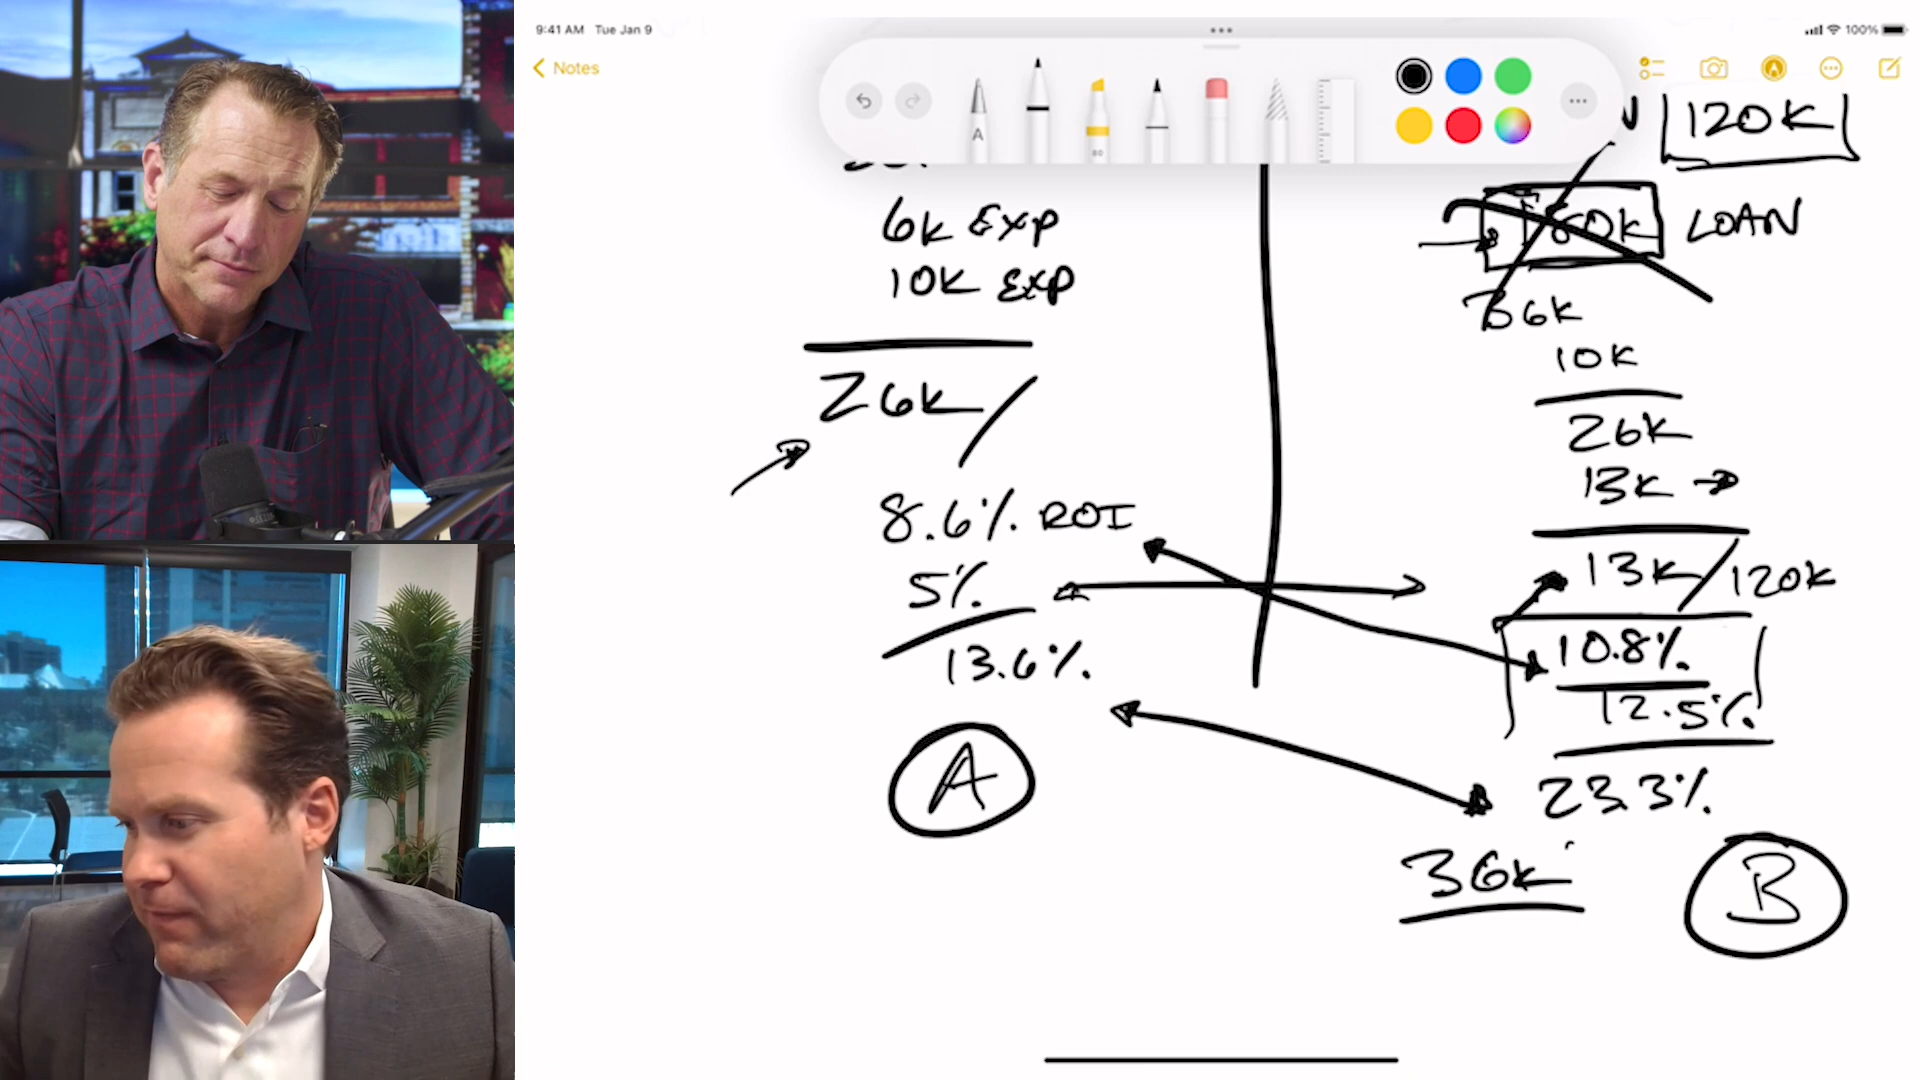 9:41 AM Tue Jan 9
100%
Notes
A
80
6K Exp
10K Exp
26K/
8.6% ROI
5%
13.6%
A
120K
LOAN
36K
10K
26K
13K
13K/120K
10.8%
12.5%
23.3%
36K
B